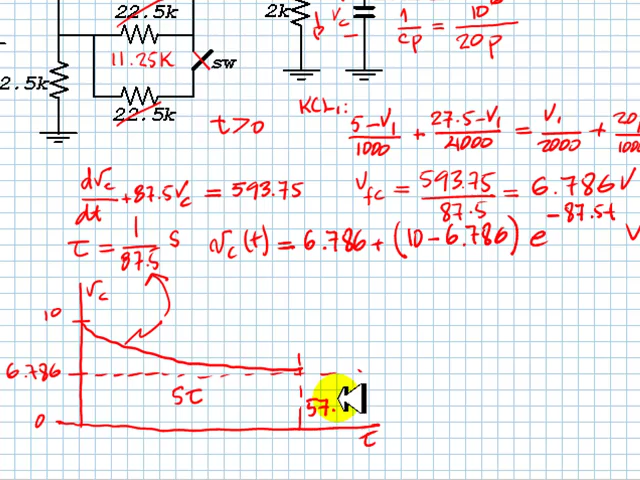 22.5k
11.25K
sw
2.5k
22.5k
t>0
2k
Vc
1/Cp = 10/20p
KCL1:
(5-V1)/1000 + (27.5-V1)/4000 = V1/2000 +
dVc/dt + 87.5Vc = 593.75
Vfc = 593.75/87.5 = 6.786V
τ = 1/87.5 s
Vc(t) = 6.786 + (10-6.786) e^-87.5t V
Vc
10
6.786
5τ
57.
0
τ